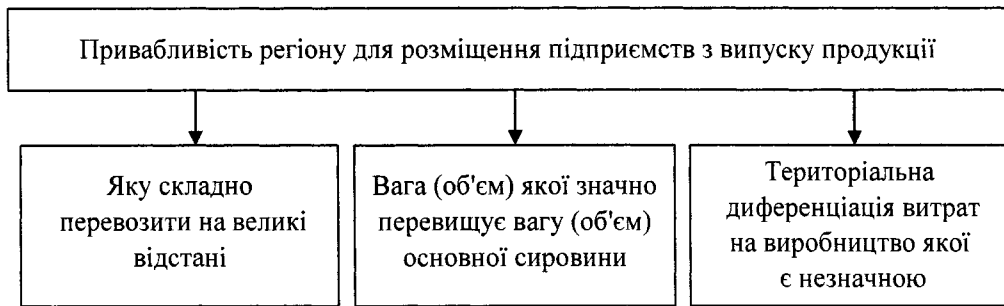 Привабливість регіону для розміщення підприємств з випуску продукції
Яку складно
перевозити на великі
відстані
Вага (об'єм) якої значно
перевищує вагу (об'єм)
основної сировини
Територіальна
диференціація витрат
на виробництво якої
є незначною